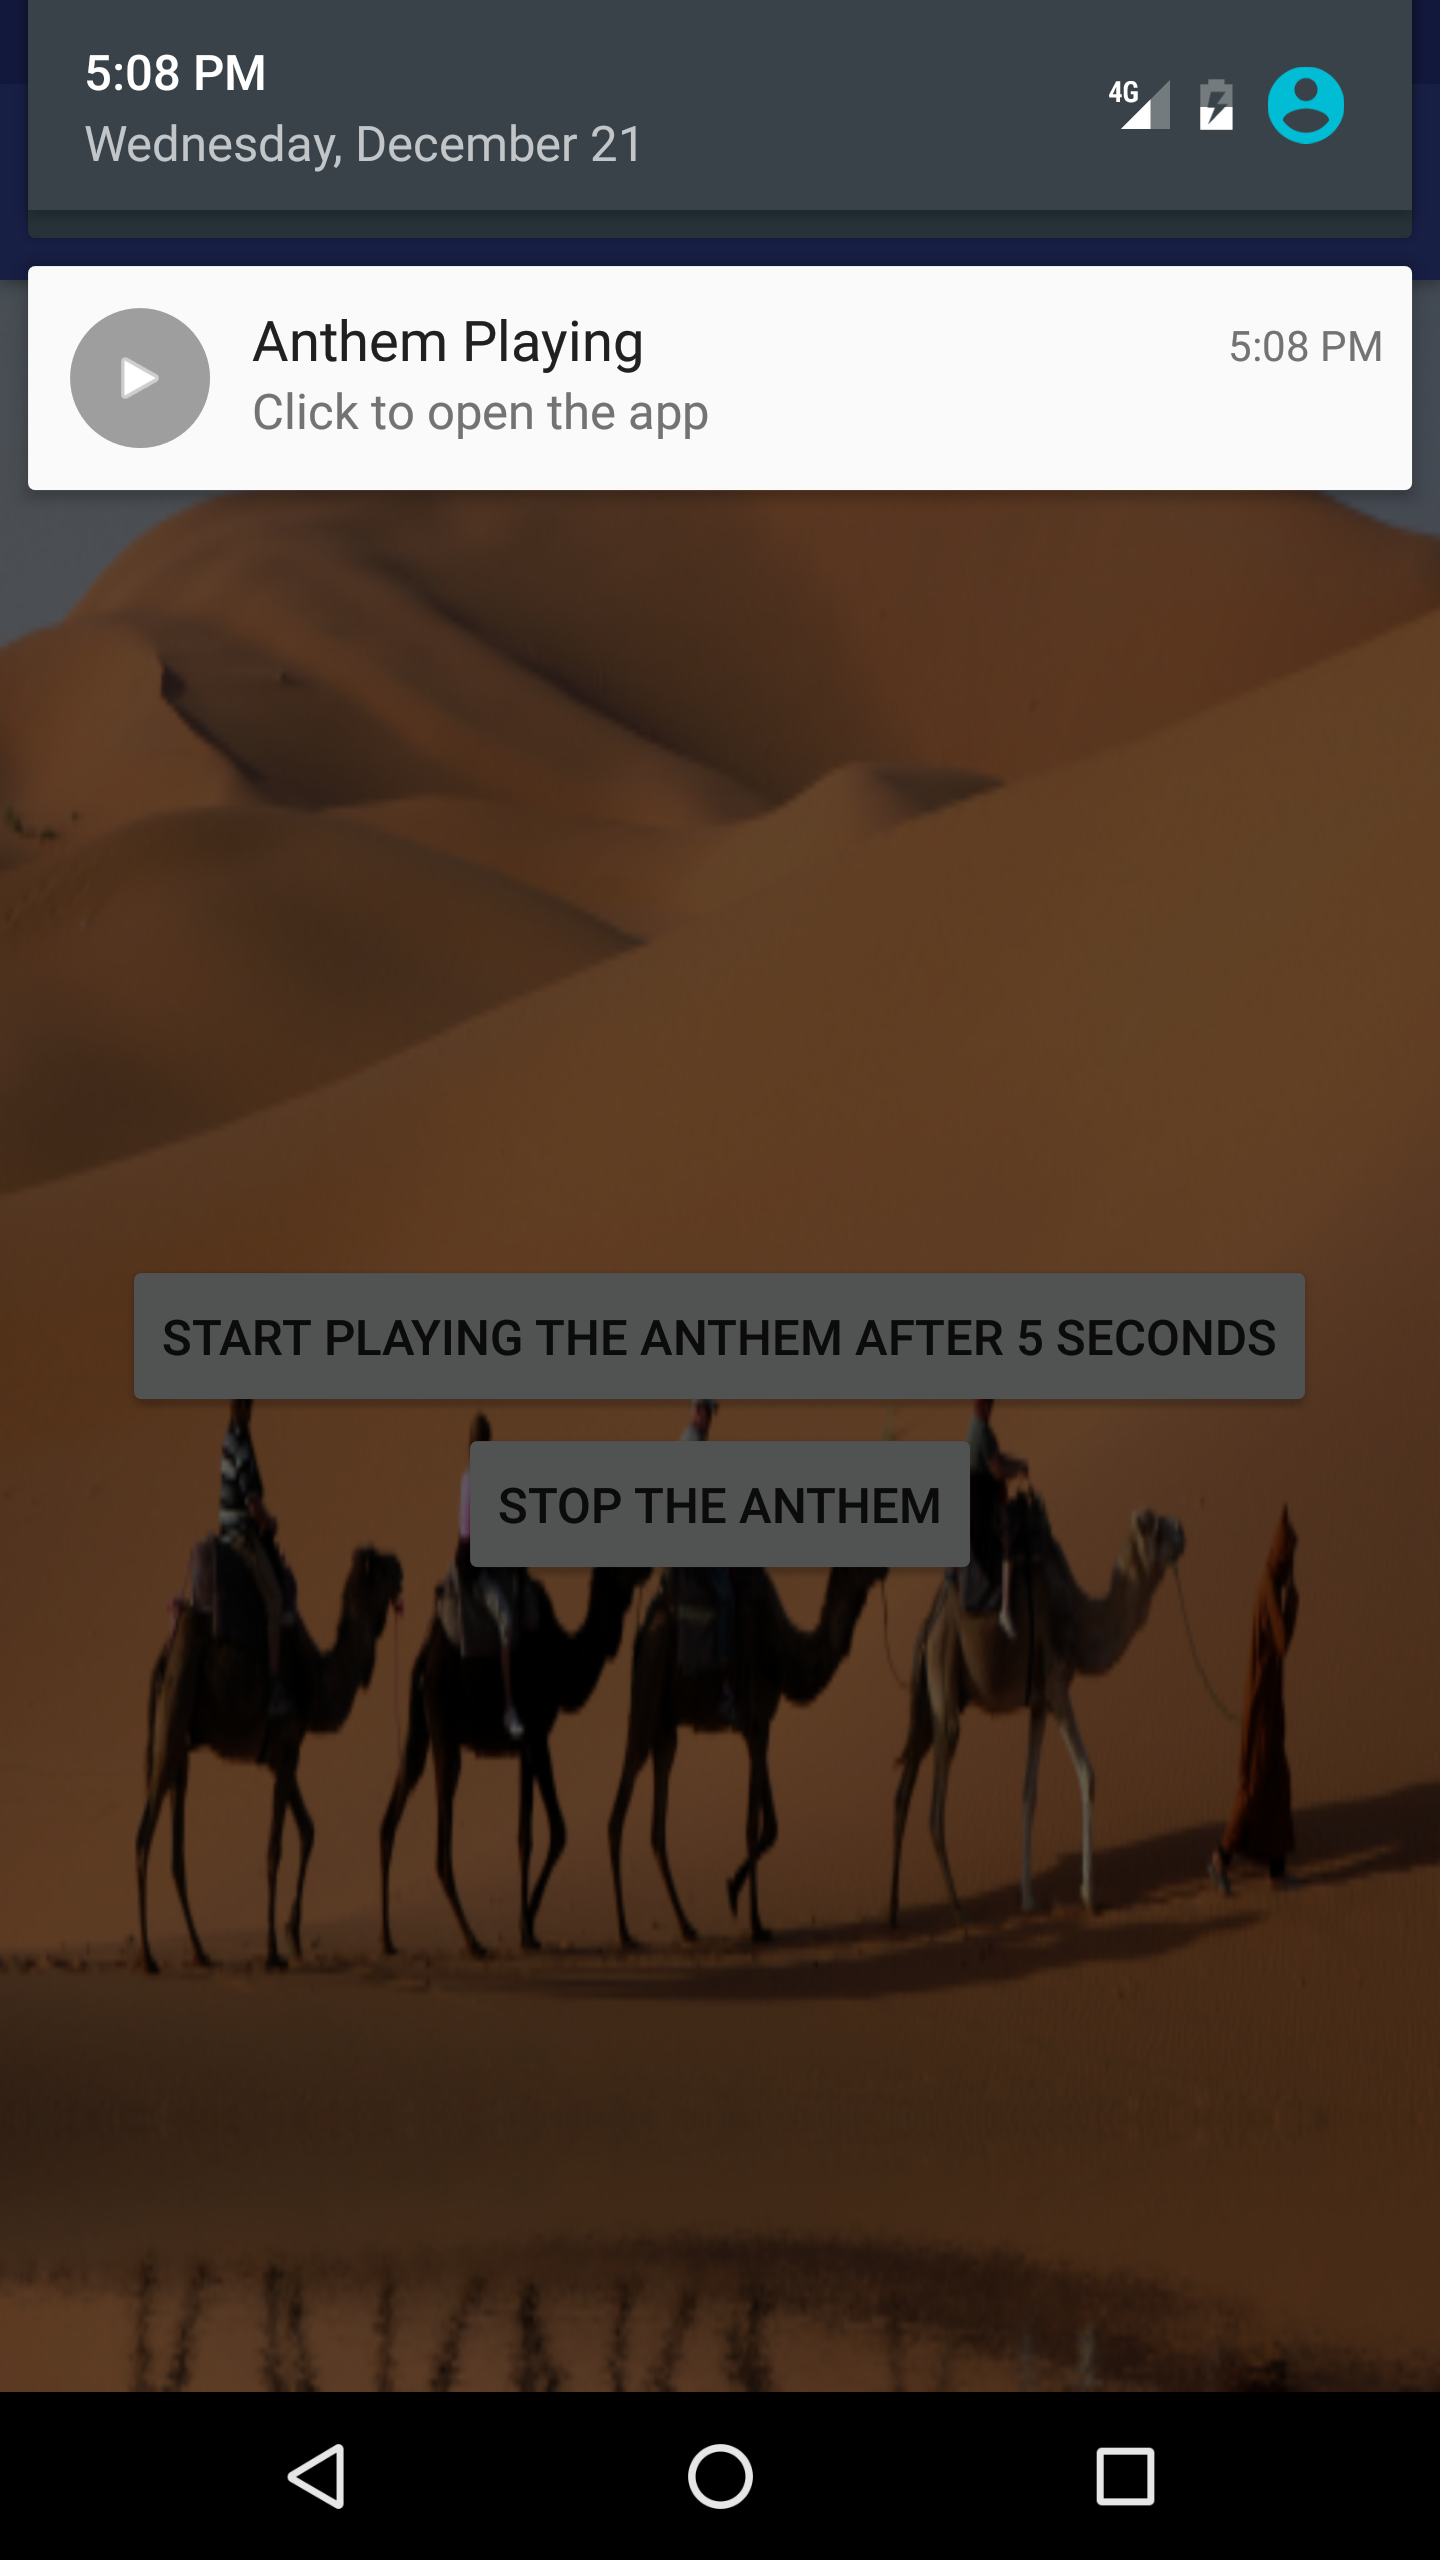 5:08 PM
4G
Wednesday, December 21
Anthem Playing
5:08 PM
Click to open the app
START PLAYING THE ANTHEM AFTER 5 SECONDS
STOP THE ANTHEM